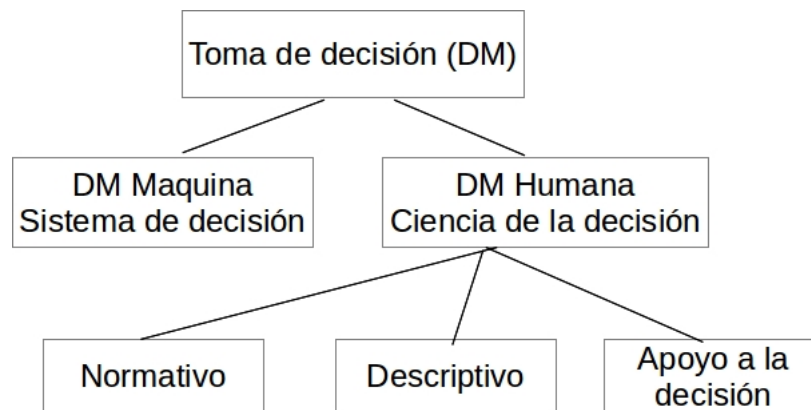 Toma de decisión (DM)
DM Maquina
Sistema de decisión
DM Humana
Ciencia de la decisión
Normativo
Descriptivo
Apoyo a la
decisión